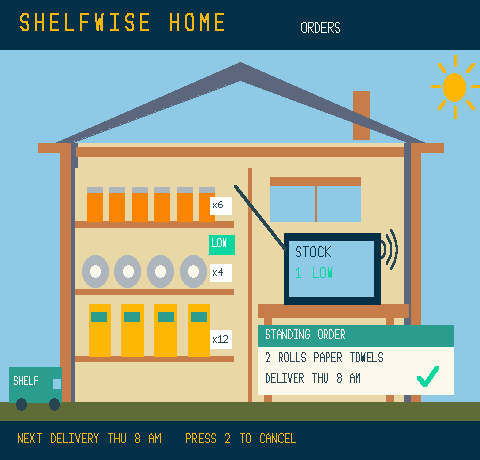 SHELFWISE HOME
ORDERS
x6
LOW
x4
x12
STOCK
1 LOW
STANDING ORDER
2 ROLLS PAPER TOWELS
DELIVER THU 8 AM
SHELF
NEXT DELIVERY THU 8 AM PRESS 2 TO CANCEL